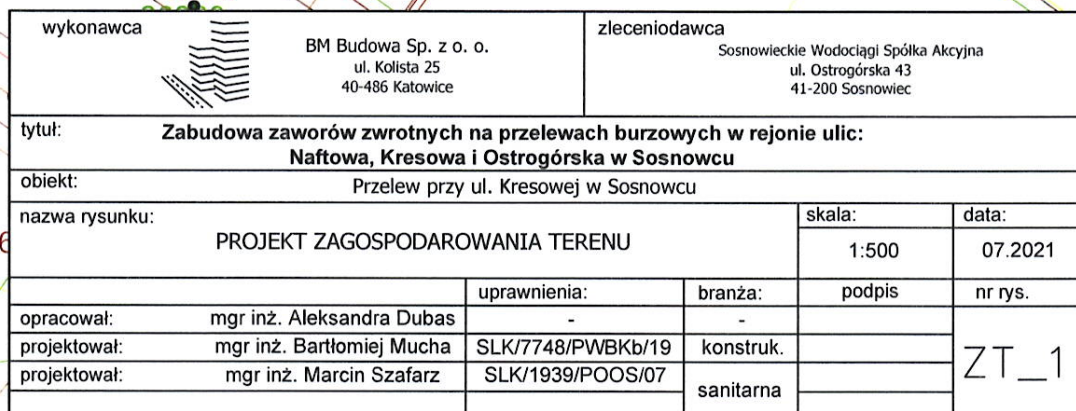 wykonawca
BM Budowa Sp. z o. o.
ul. Kolista 25
40-486 Katowice
zleceniodawca
Sosnowieckie Wodociągi Spółka Akcyjna
ul. Ostrogórska 43
41-200 Sosnowiec
tytuł:
Zabudowa zaworów zwrotnych na przelewach burzowych w rejonie ulic:
Naftowa, Kresowa i Ostrogórska w Sosnowcu
obiekt:
Przelew przy ul. Kresowej w Sosnowcu
nazwa rysunku:
PROJEKT ZAGOSPODAROWANIA TERENU
skala:
1:500
data:
07.2021
uprawnienia:
branża:
podpis
nr rys.
opracował: mgr inż. Aleksandra Dubas - -
projektował: mgr inż. Bartłomiej Mucha SLK/7748/PWBKb/19 konstruk.
projektował: mgr inż. Marcin Szafarz SLK/1939/POOS/07 sanitarna
ZT_1